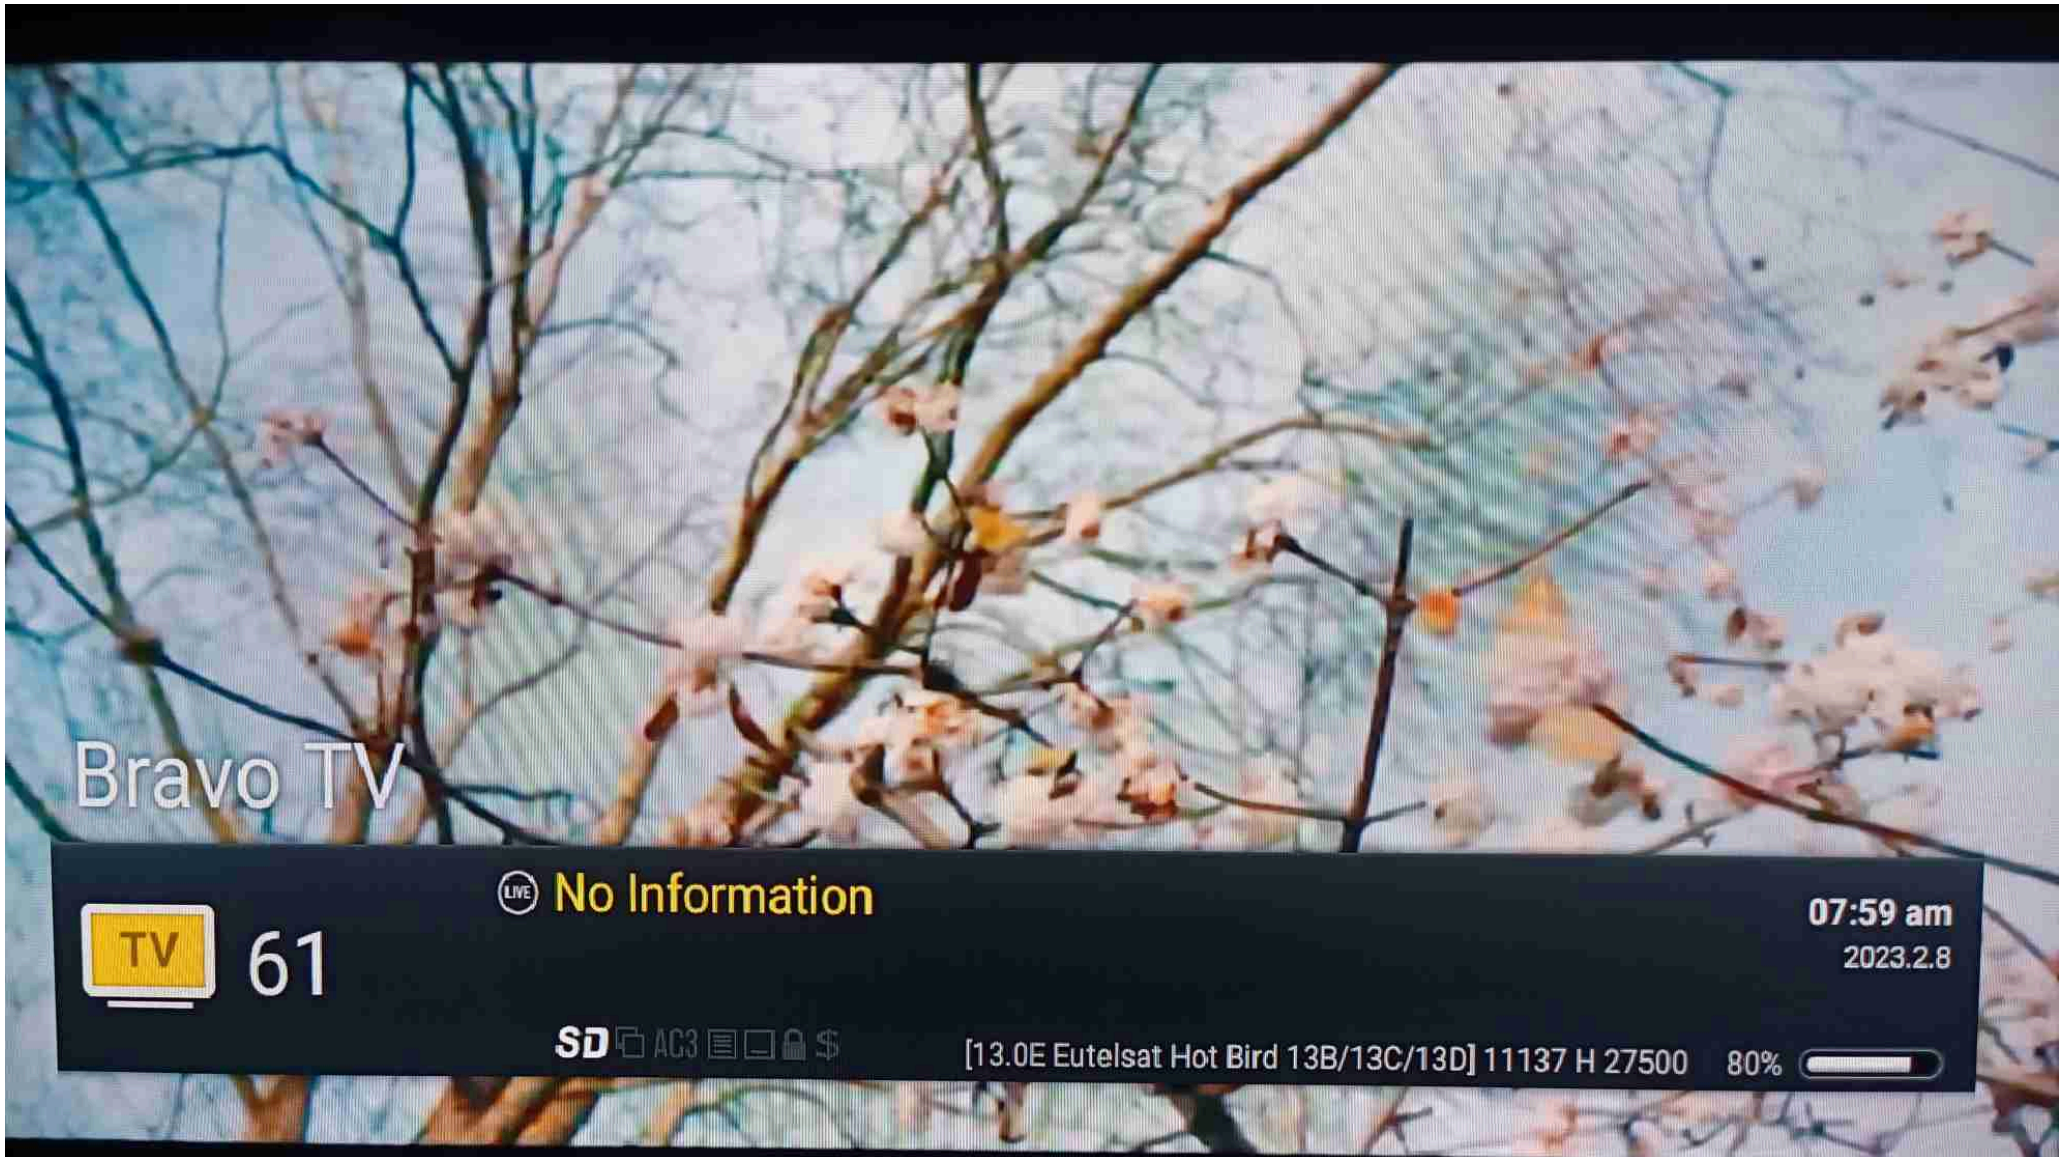 Bravo TV
TV
61
LIVE
No Information
07:59 am
2023.2.8
SD AC3 $
[13.0E Eutelsat Hot Bird 13B/13C/13D] 11137 H 27500
80%